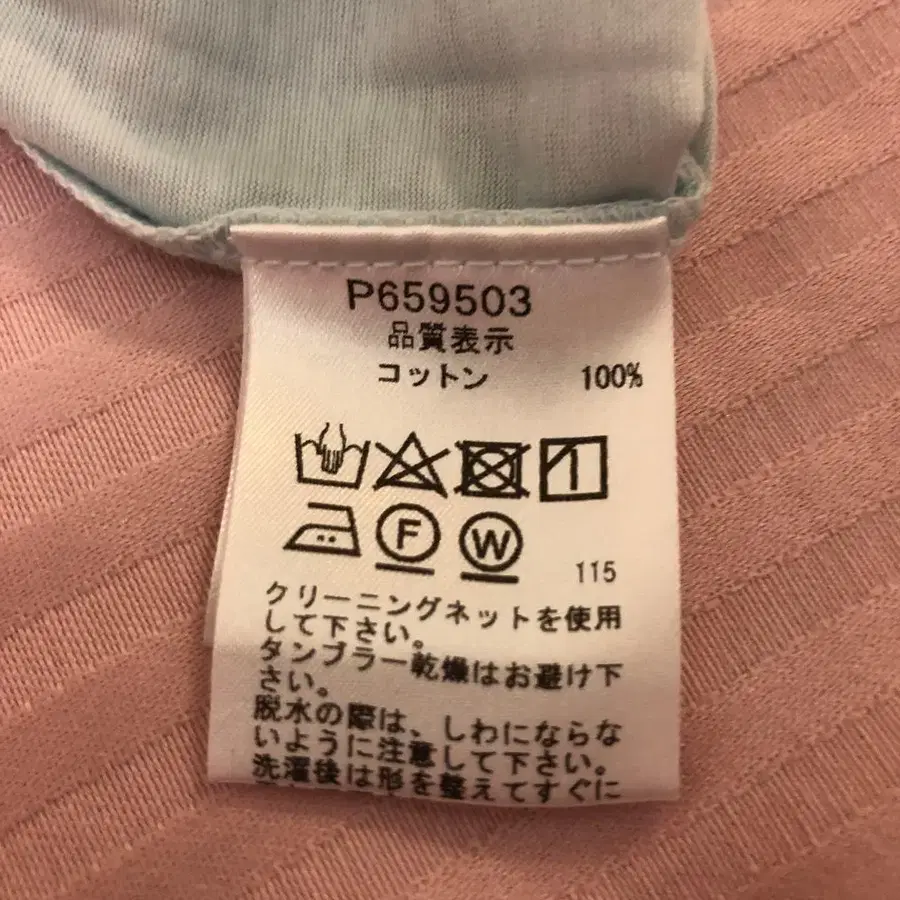 P659503
品質表示
コットン 100%
F W 115
クリーニングネットを使用
して下さい。
タンブラー乾燥はお避け下
さい。
脱水の際は、しわにならな
いように注意して下さい。
洗濯後は形を整えてすぐに